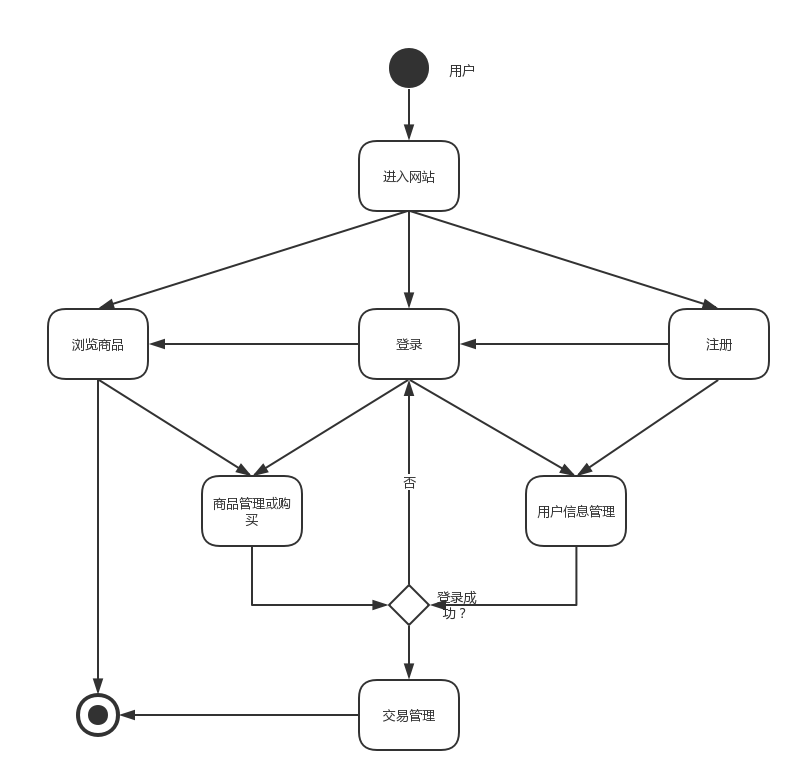 用户
进入网站
浏览商品
登录
注册
否
商品管理或购
买
用户信息管理
登录成
功？
交易管理